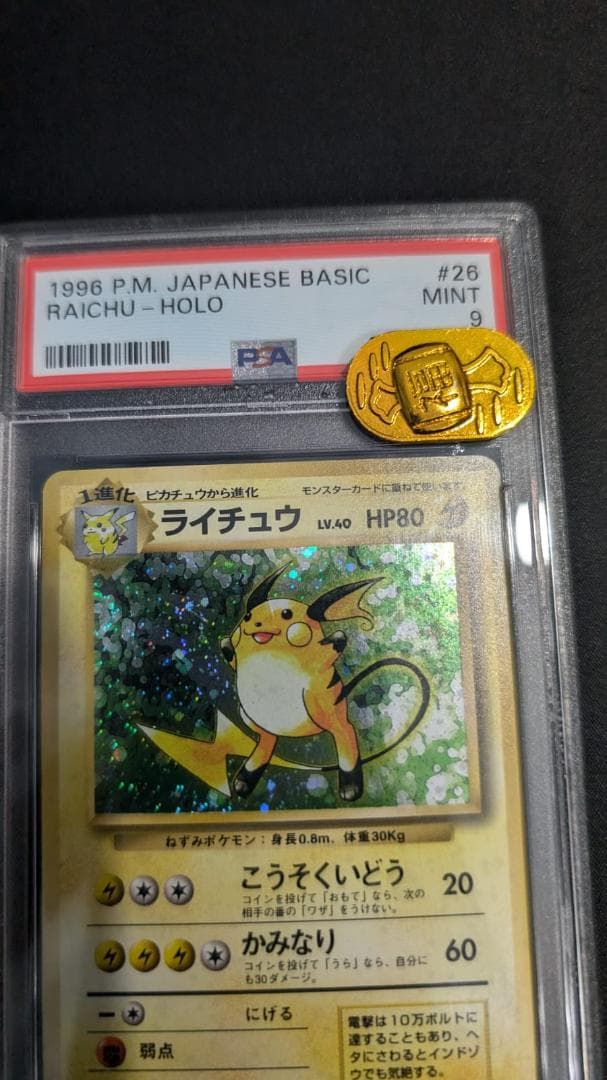 1996 P.M. JAPANESE BASIC #26
RAICHU - HOLO MINT
9
PSA
1進化 ピカチュウから進化 モンスターカードに重ねて使います。
ライチュウ LV.40 HP80
ねずみポケモン：身長0.8m、体重30Kg
こうそくいどう 20
コインを投げて「おもて」なら、次の
相手の番の「ワザ」をうけない。
かみなり 60
コインを投げて「うら」なら、自分に
も30ダメージ。
にげる
弱点
電撃は10万ボルトに
達することもあり、ヘ
タにさわるとインドゾ
ウでも気絶する。